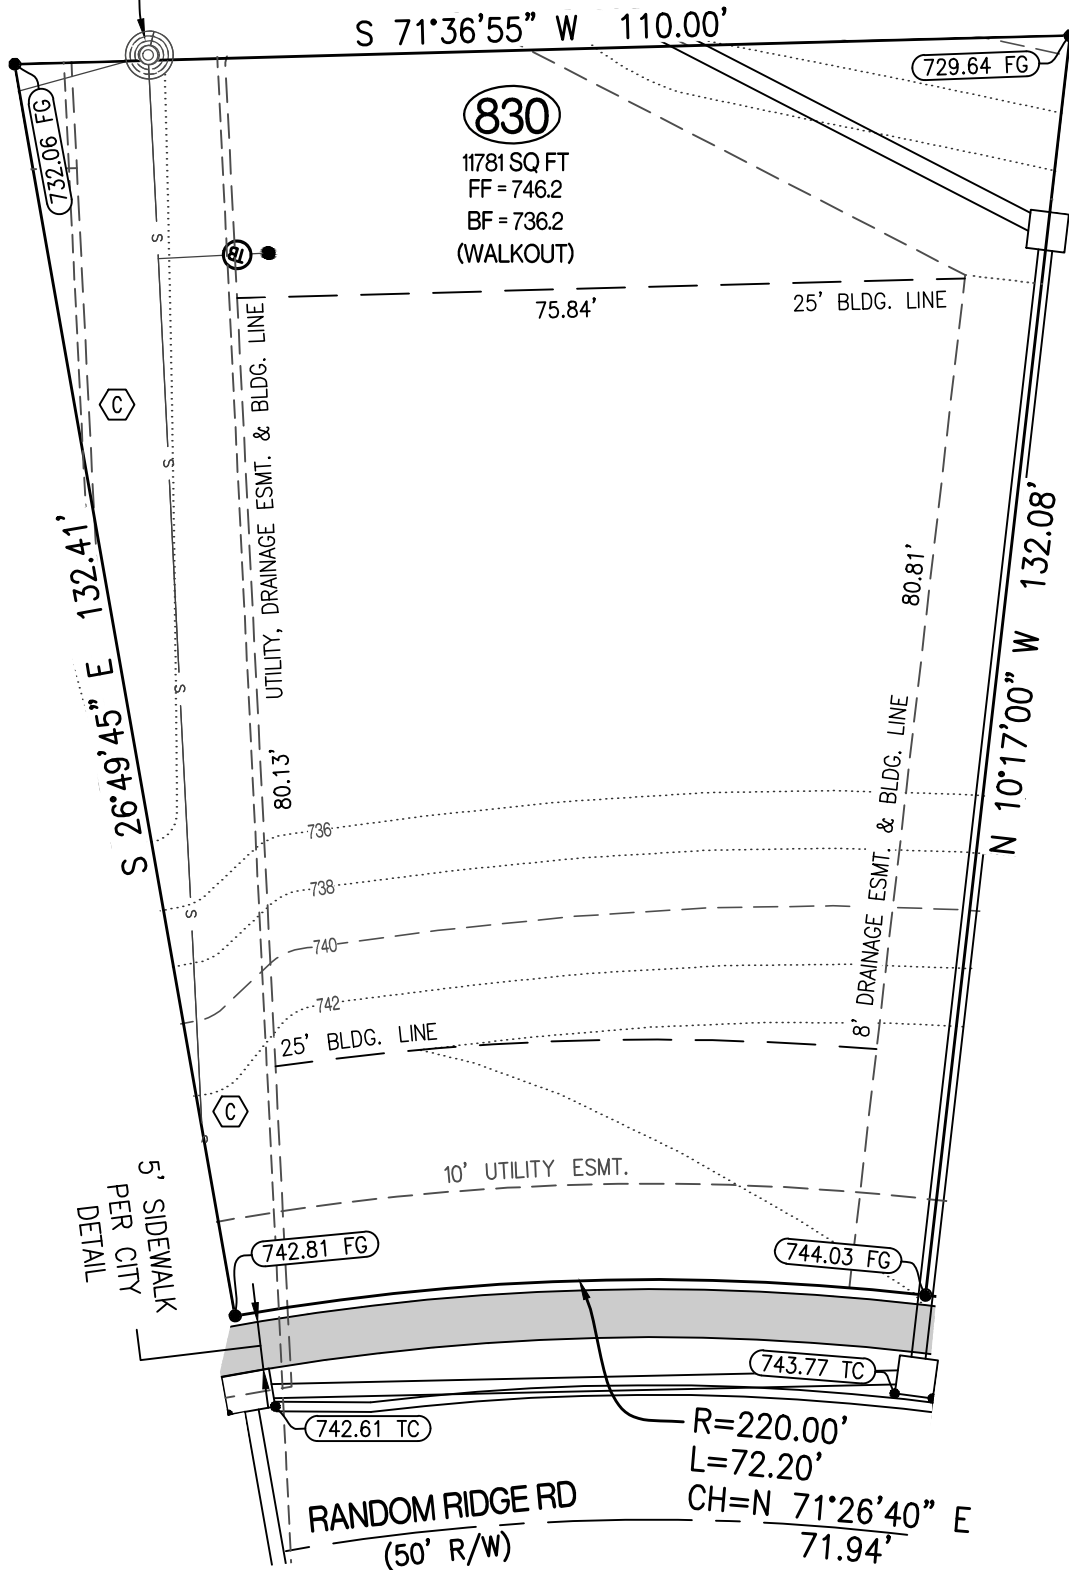 S 71°36'55" W 110.00'
729.64 FG
732.06 FG
830
11781 SQ FT
FF = 746.2
BF = 736.2
(WALKOUT)
S
1B
75.84'
25' BLDG. LINE
UTILITY, DRAINAGE ESMT. & BLDG. LINE
C
S
S 26°49'45" E 132.41'
N 10°17'00" W 132.08'
80.81'
S
80.13'
8' DRAINAGE ESMT. & BLDG. LINE
736
738
S
740
742
25' BLDG. LINE
C
10' UTILITY ESMT.
5' SIDEWALK
PER CITY
DETAIL
742.81 FG
744.03 FG
743.77 TC
742.61 TC
R=220.00'
L=72.20'
CH=N 71°26'40" E
71.94'
RANDOM RIDGE RD
(50' R/W)